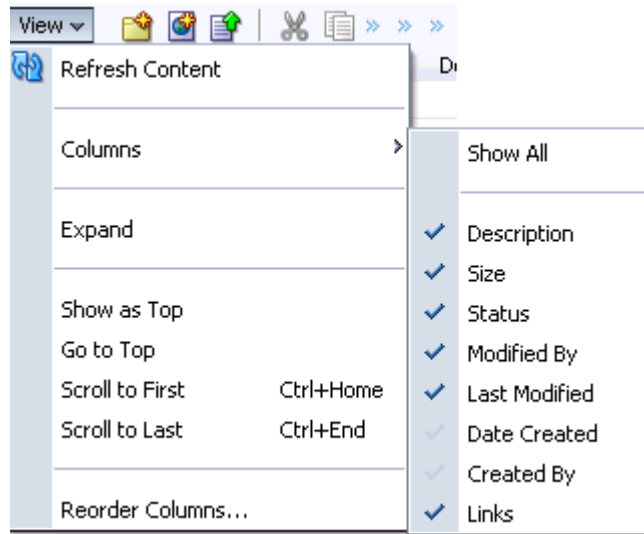 View
Refresh Content
Columns
Expand
Show as Top
Go to Top
Scroll to First Ctrl+Home
Scroll to Last Ctrl+End
Reorder Columns...
Show All
Description
Size
Status
Modified By
Last Modified
Date Created
Created By
Links